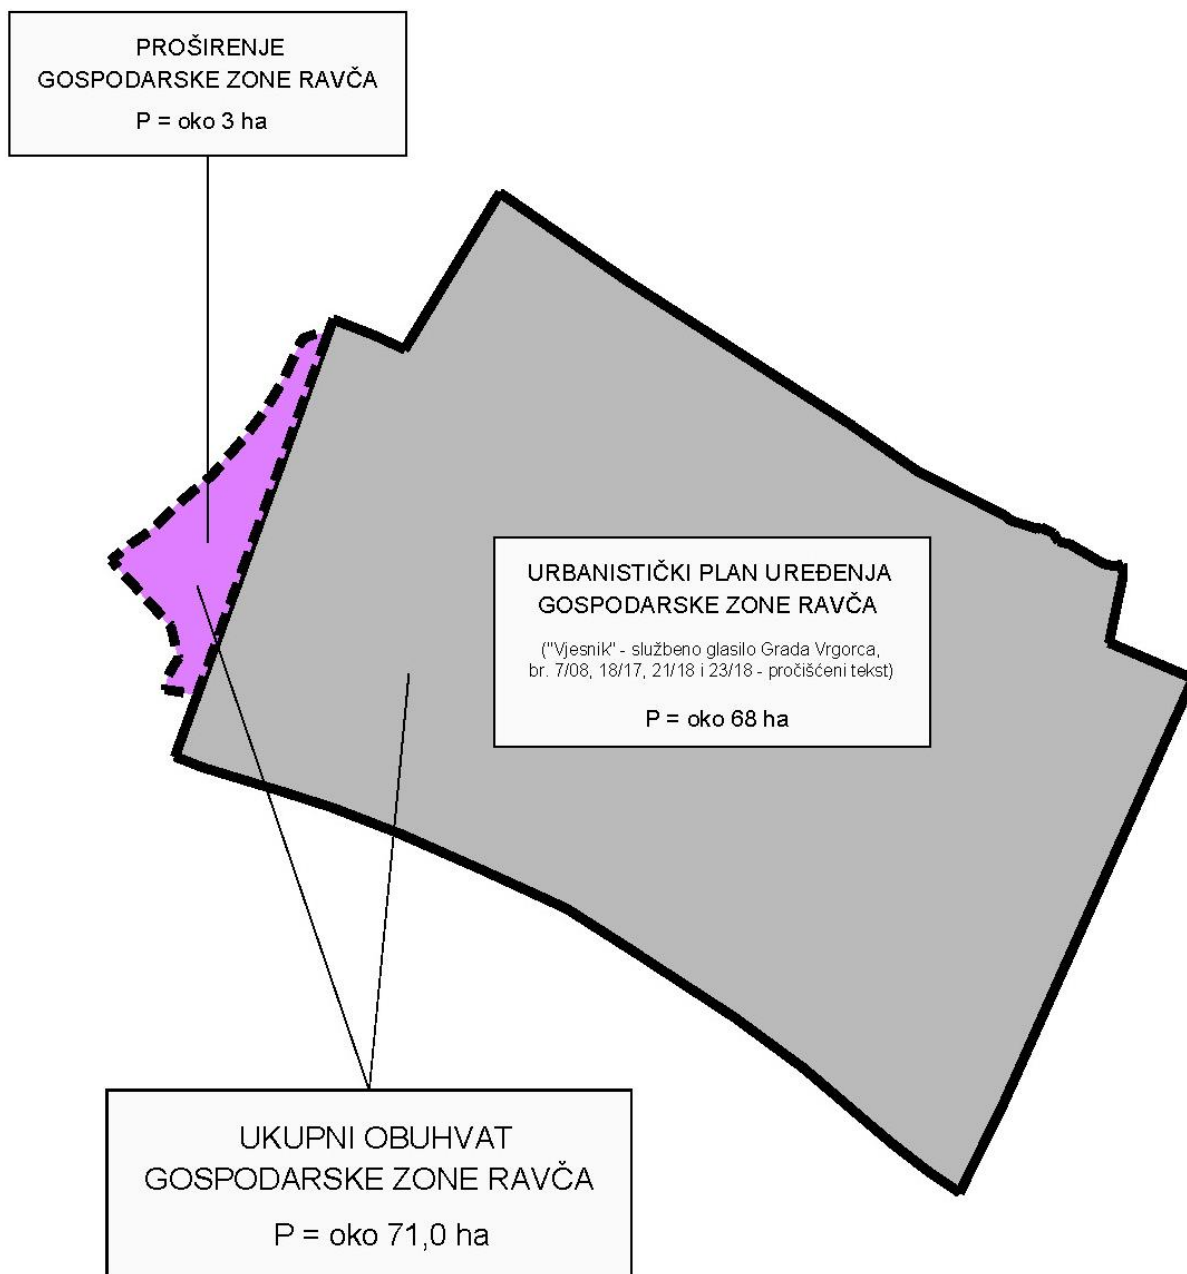 PROŠIRENJE
GOSPODARSKE ZONE RAVČA
P = oko 3 ha
URBANISTIČKI PLAN UREĐENJA
GOSPODARSKE ZONE RAVČA
("Vjesnik" - službeno glasilo Grada Vrgorca,
br. 7/08, 18/17, 21/18 i 23/18 - pročišćeni tekst)
P = oko 68 ha
UKUPNI OBUHVAT
GOSPODARSKE ZONE RAVČA
P = oko 71,0 ha